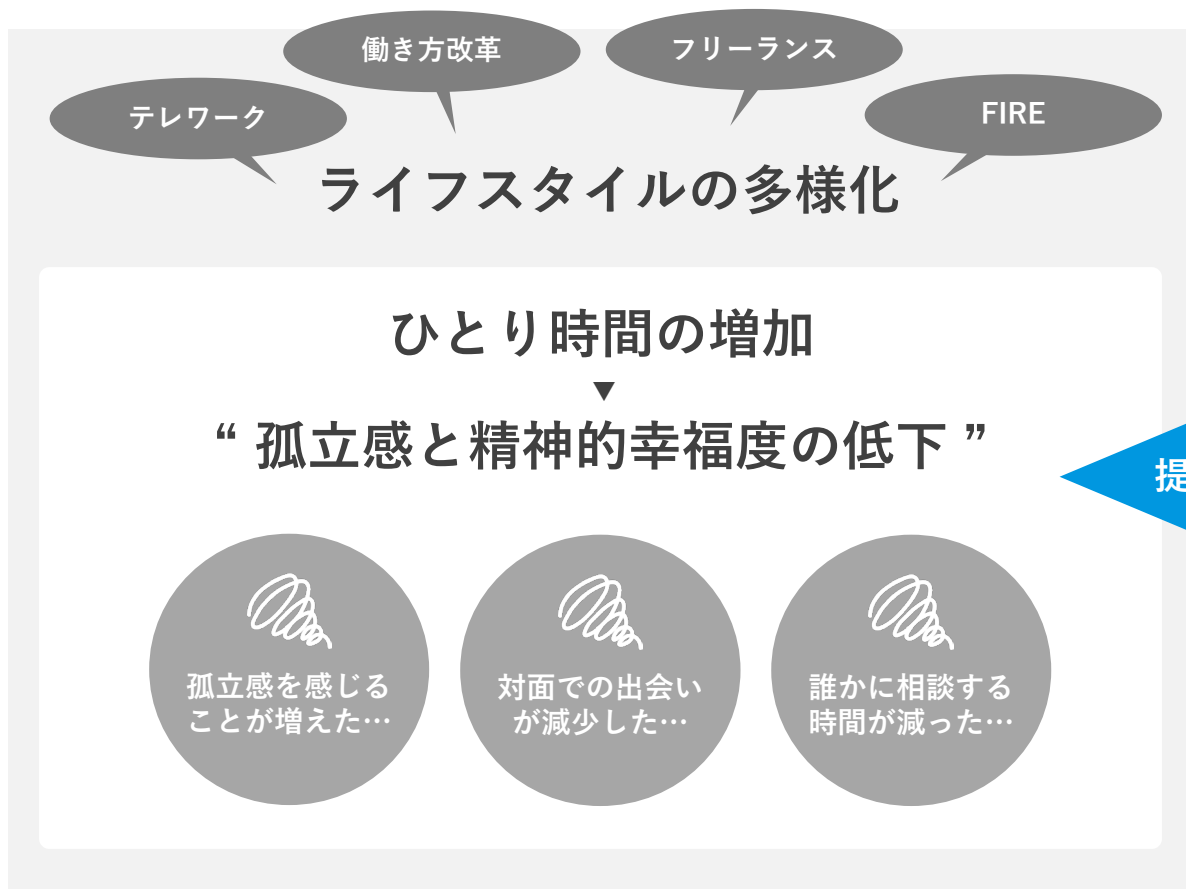 働き方改革
フリーランス
テレワーク
FIRE
ライフスタイルの多様化
ひとり時間の増加
▼
“ 孤立感と精神的幸福度の低下 ”
提
孤立感を感じる
ことが増えた…
対面での出会い
が減少した…
誰かに相談する
時間が減った…